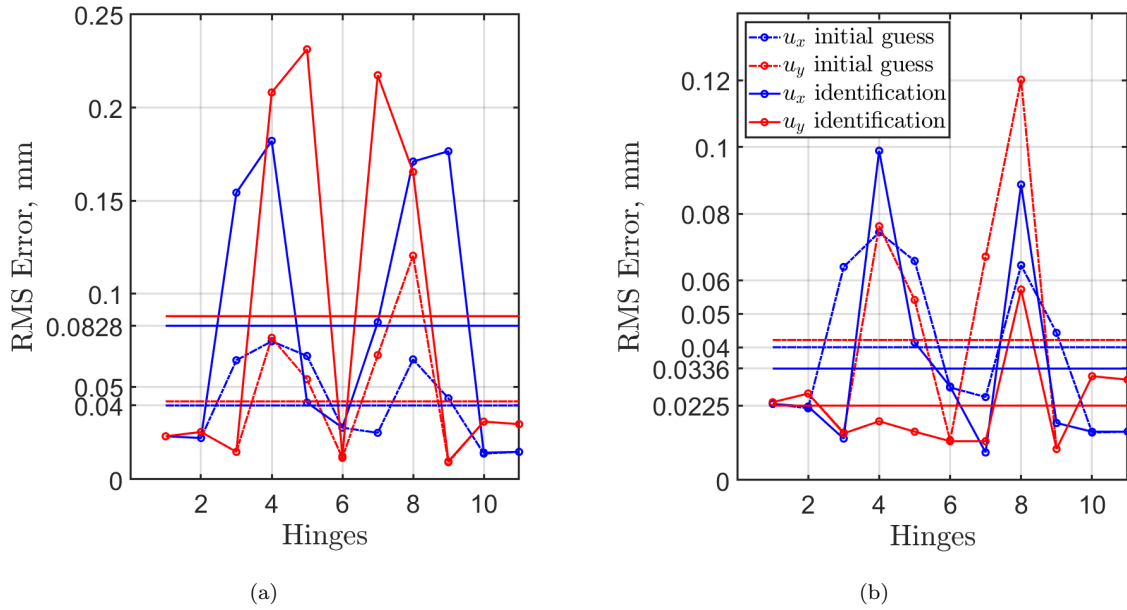 0.25
0.2
0.15
0.1
0.0828
0.05
0.04
0
RMS Error, mm
2 4 6 8 10
Hinges
(a)
u_x initial guess
u_y initial guess
u_x identification
u_y identification
0.12
0.1
0.08
0.06
0.05
0.04
0.0336
0.0225
0
RMS Error, mm
2 4 6 8 10
Hinges
(b)